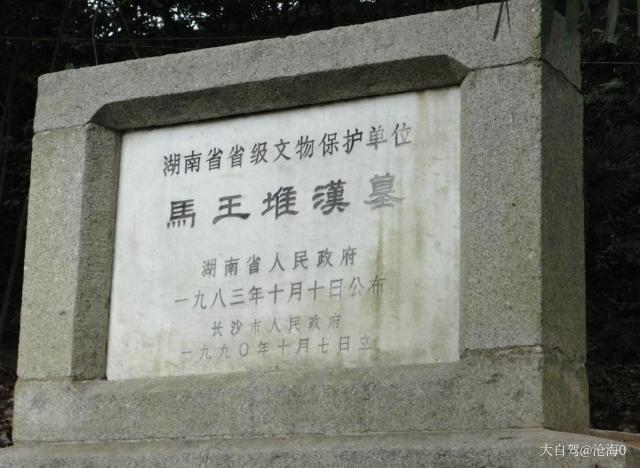 湖南省省级文物保护单位
馬王堆漢墓
湖南省人民政府
一九八三年十月十日公布
长沙市人民政府
一九九〇年十月七日立
大自驾@沧海0